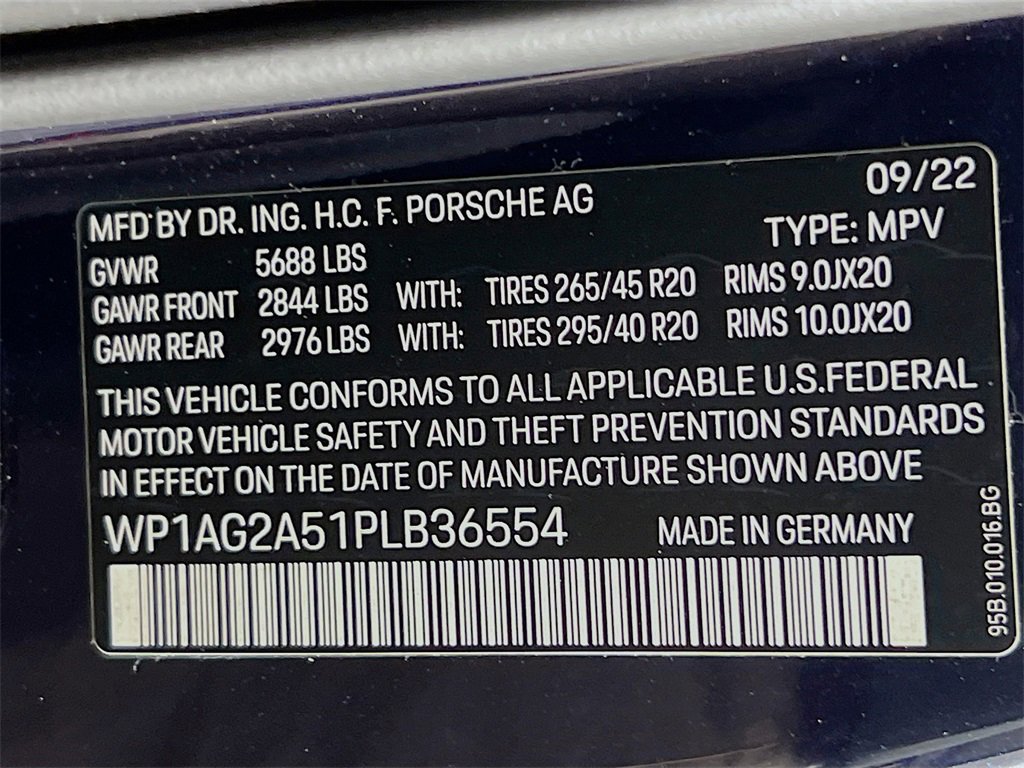 09/22
MFD BY DR. ING. H.C. F. PORSCHE AG
TYPE: MPV
GVWR 5688 LBS
GAWR FRONT 2844 LBS WITH: TIRES 265/45 R20 RIMS 9.0JX20
GAWR REAR 2976 LBS WITH: TIRES 295/40 R20 RIMS 10.0JX20
THIS VEHICLE CONFORMS TO ALL APPLICABLE U.S.FEDERAL
MOTOR VEHICLE SAFETY AND THEFT PREVENTION STANDARDS
IN EFFECT ON THE DATE OF MANUFACTURE SHOWN ABOVE
WP1AG2A51PLB36554 MADE IN GERMANY
95B.010.016.BG